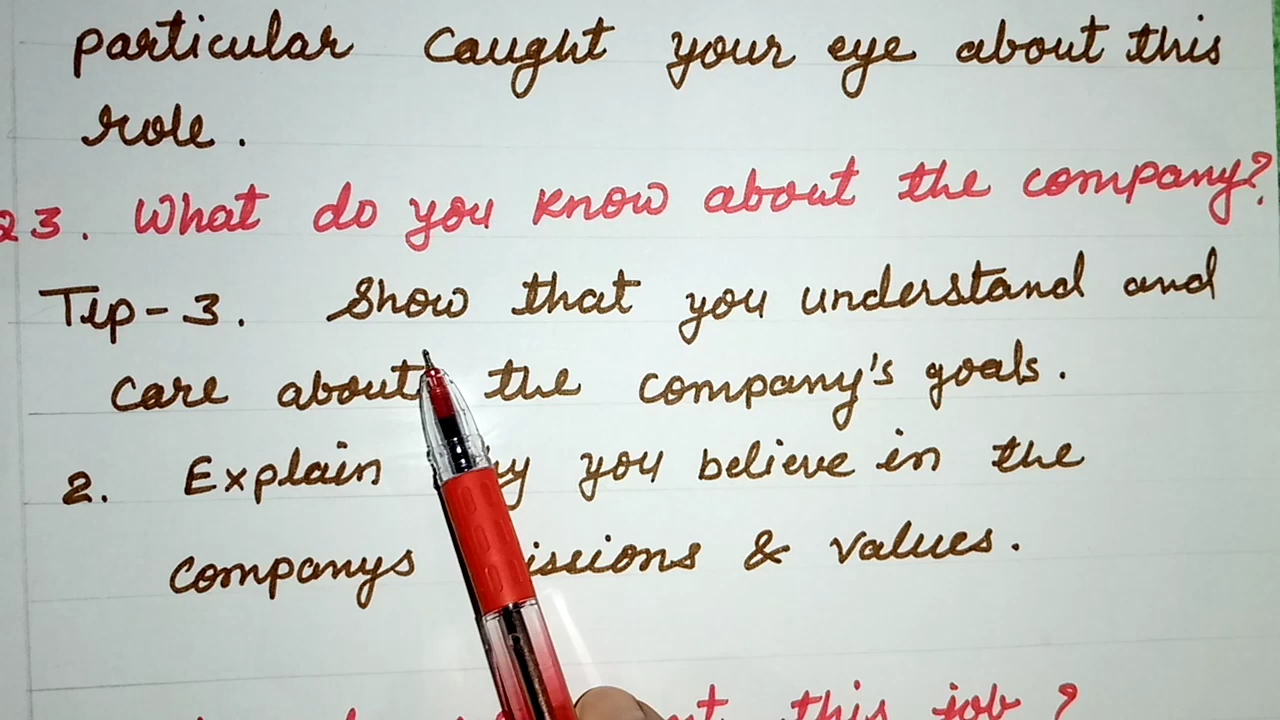 particular caught your eye about this
role.
Q3. What do you know about the company?
Tip-3. Show that you understand and
care about the company's goals.
2. Explain you believe in the
companys & values.
this job?